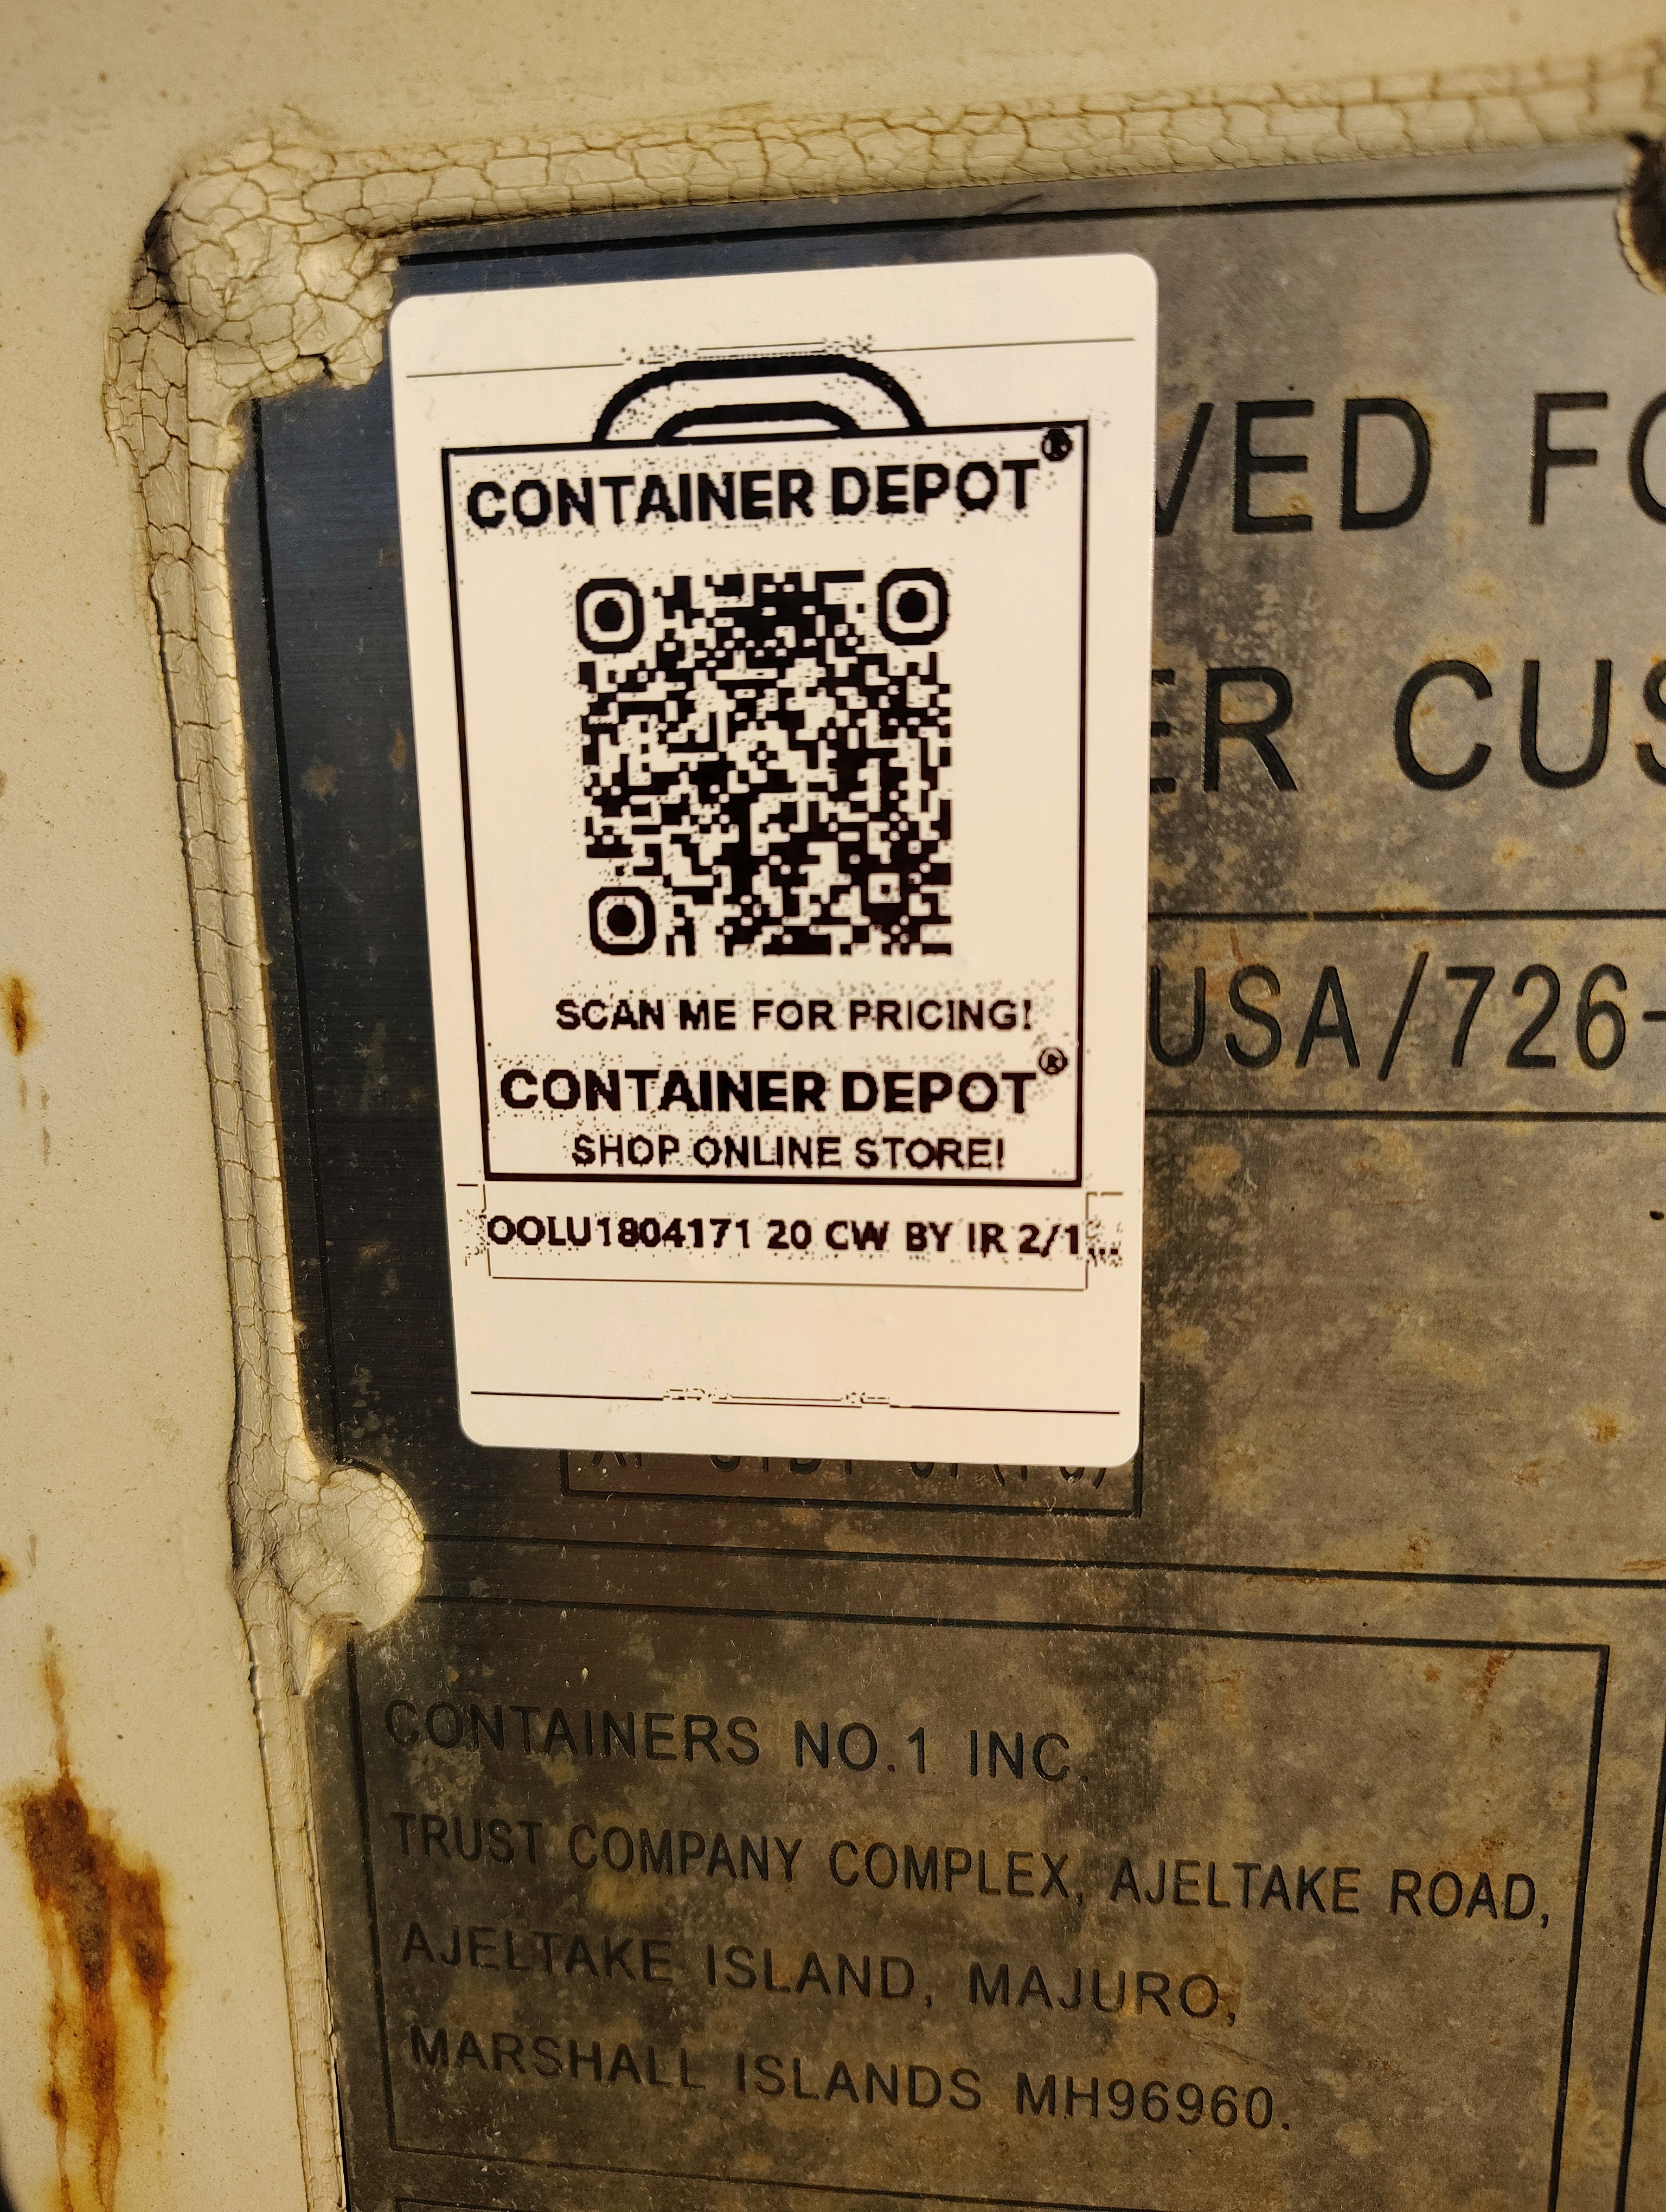 CONTAINER DEPOT®
SCAN ME FOR PRICING!
CONTAINER DEPOT®
SHOP ONLINE STORE!
OOLU1804171 20 CW BY IR 2/1...
VED FO
ER CUS
USA/726-
CONTAINERS NO.1 INC.
TRUST COMPANY COMPLEX, AJELTAKE ROAD,
AJELTAKE ISLAND, MAJURO,
MARSHALL ISLANDS MH96960.